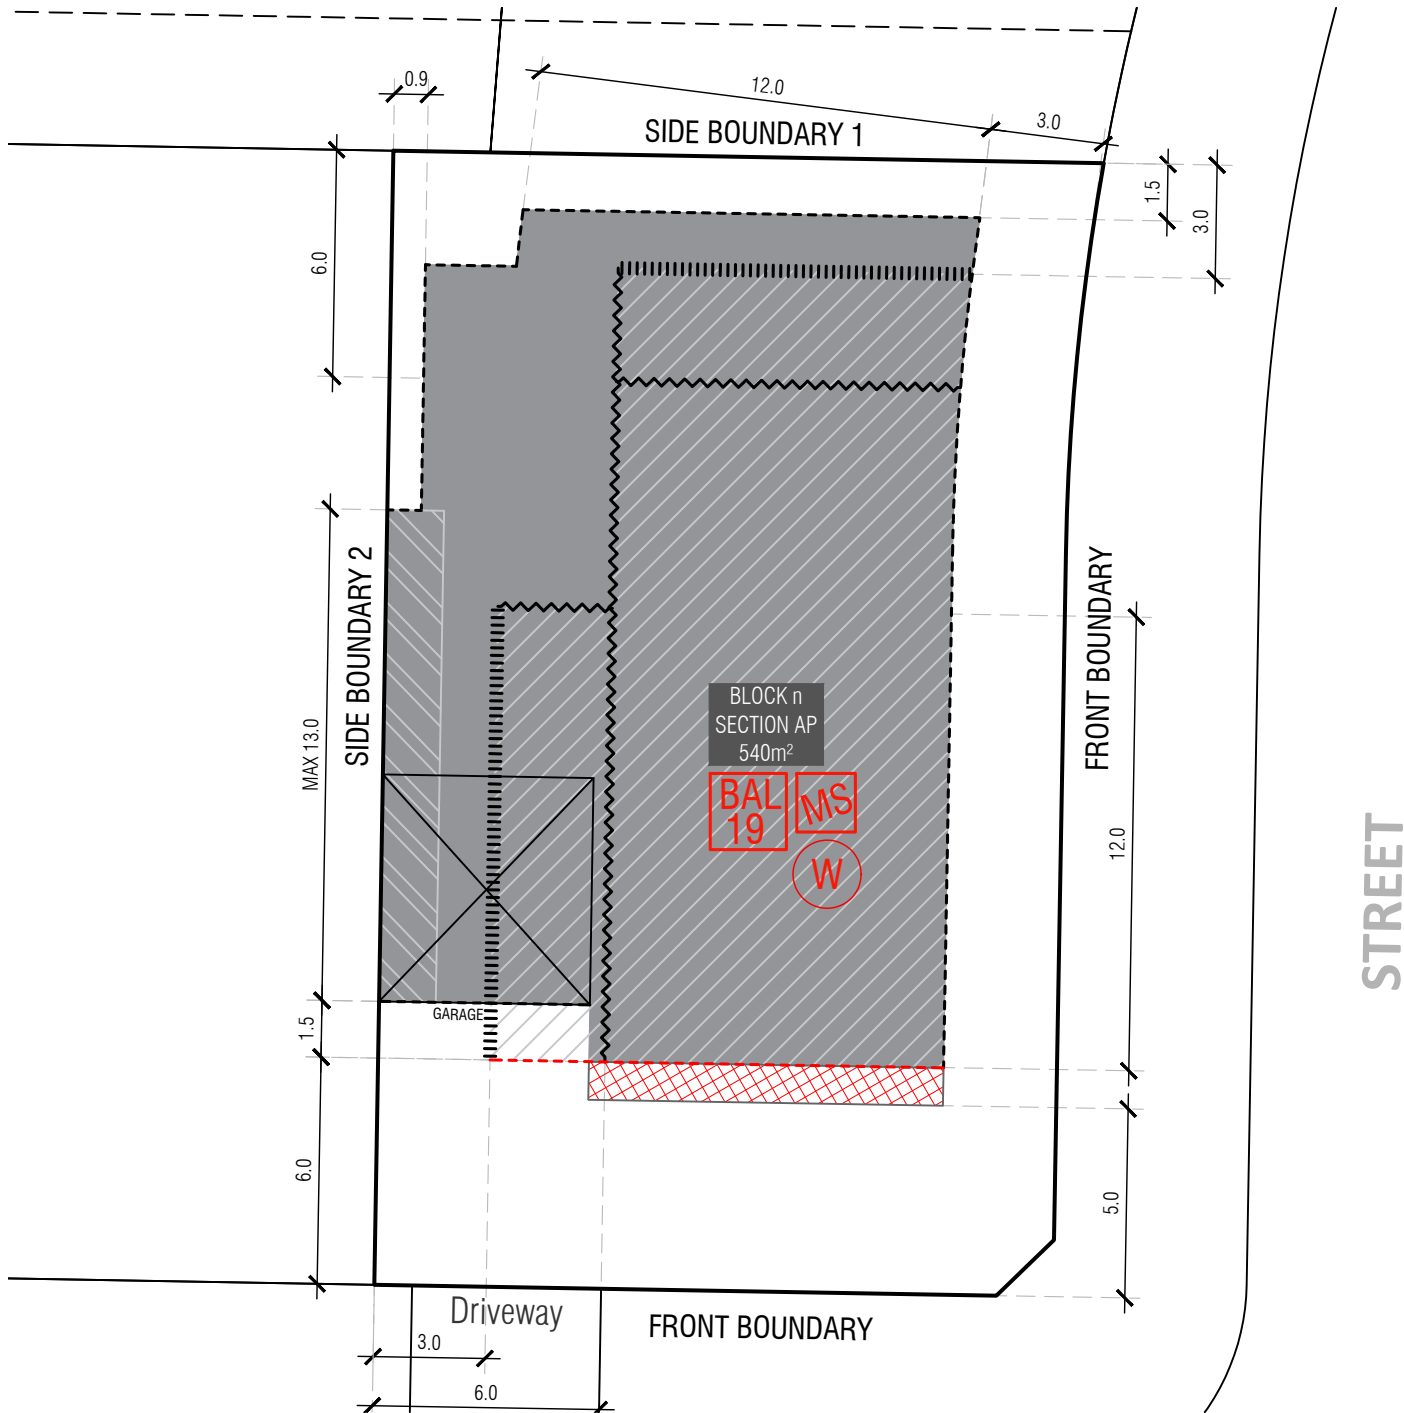 0.9
12.0
3.0
SIDE BOUNDARY 1
1.5
3.0
6.0
SIDE BOUNDARY 2
FRONT BOUNDARY
MAX 13.0
BLOCK n
SECTION AP
540m²
BAL
19
MS
W
12.0
STREET
GARAGE
1.5
6.0
5.0
Driveway
FRONT BOUNDARY
3.0
6.0